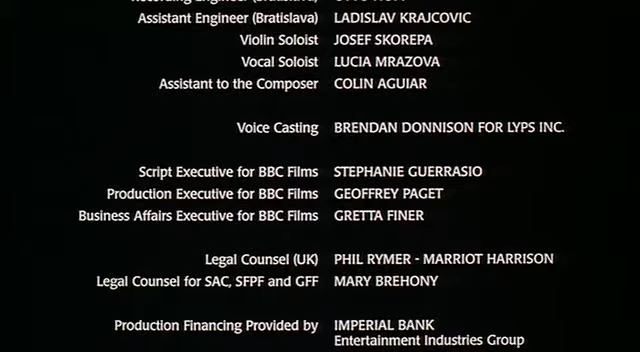 Assistant Engineer (Bratislava) LADISLAV KRAJCOVIC
Violin Soloist JOSEF SKOREPA
Vocal Soloist LUCIA MRAZOVA
Assistant to the Composer COLIN AGUIAR
Voice Casting BRENDAN DONNISON FOR LYPS INC.
Script Executive for BBC Films STEPHANIE GUERRASIO
Production Executive for BBC Films GEOFFREY PAGET
Business Affairs Executive for BBC Films GRETTA FINER
Legal Counsel (UK) PHIL RYMER - MARRIOT HARRISON
Legal Counsel for SAC, SFPF and GFF MARY BREHONY
Production Financing Provided by IMPERIAL BANK
Entertainment Industries Group